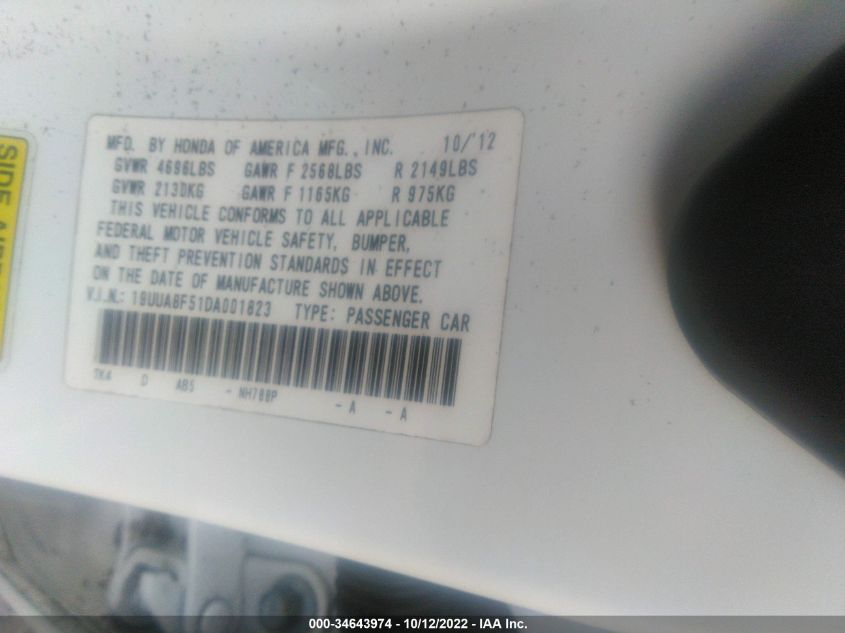 MFD. BY HONDA OF AMERICA MFG., INC. 10/'12
GVWR 4696LBS GAWR F 2568LBS R 2149LBS
GVWR 2130KG GAWR F 1165KG R 975KG
THIS VEHICLE CONFORMS TO ALL APPLICABLE
FEDERAL MOTOR VEHICLE SAFETY, BUMPER,
AND THEFT PREVENTION STANDARDS IN EFFECT
ON THE DATE OF MANUFACTURE SHOWN ABOVE.
V.I.N.: 19UUA8F51DA001823 TYPE: PASSENGER CAR
TK4 D AB5 - NH788P - A - A
SIDE
000-34643974 - 10/12/2022 - IAA Inc.